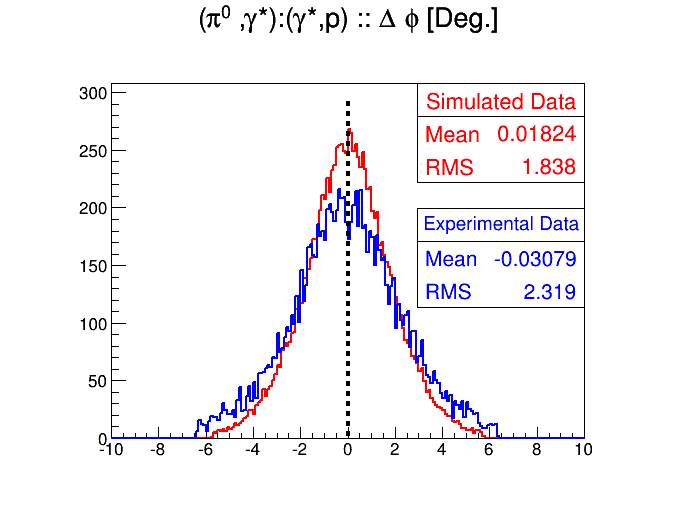 (π⁰ ,γ*):(γ*,p) :: Δ ϕ [Deg.]
300
250
200
150
100
50
0
-10 -8 -6 -4 -2 0 2 4 6 8 10
Simulated Data
Mean 0.01824
RMS 1.838
Experimental Data
Mean -0.03079
RMS 2.319